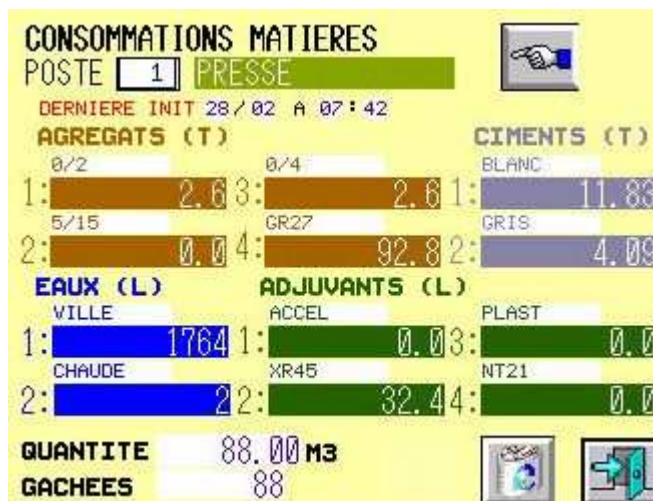 CONSOMMATIONS MATIERES
POSTE 1 PRESSE
DERNIERE INIT 28/02 A 07:42
AGREGATS (T) CIMENTS (T)
0/2 0/4 BLANC
1: 2.6 3: 2.6 1: 11.83
5/15 GR27 GRIS
2: 0.0 4: 92.8 2: 4.09
EAUX (L) ADJUVANTS (L)
VILLE ACCEL PLAST
1: 1764 1: 0.0 3: 0.0
CHAUDE XR45 NT21
2: 2 2: 32.4 4: 0.0
QUANTITE 88.00 M3
GACHEES 88